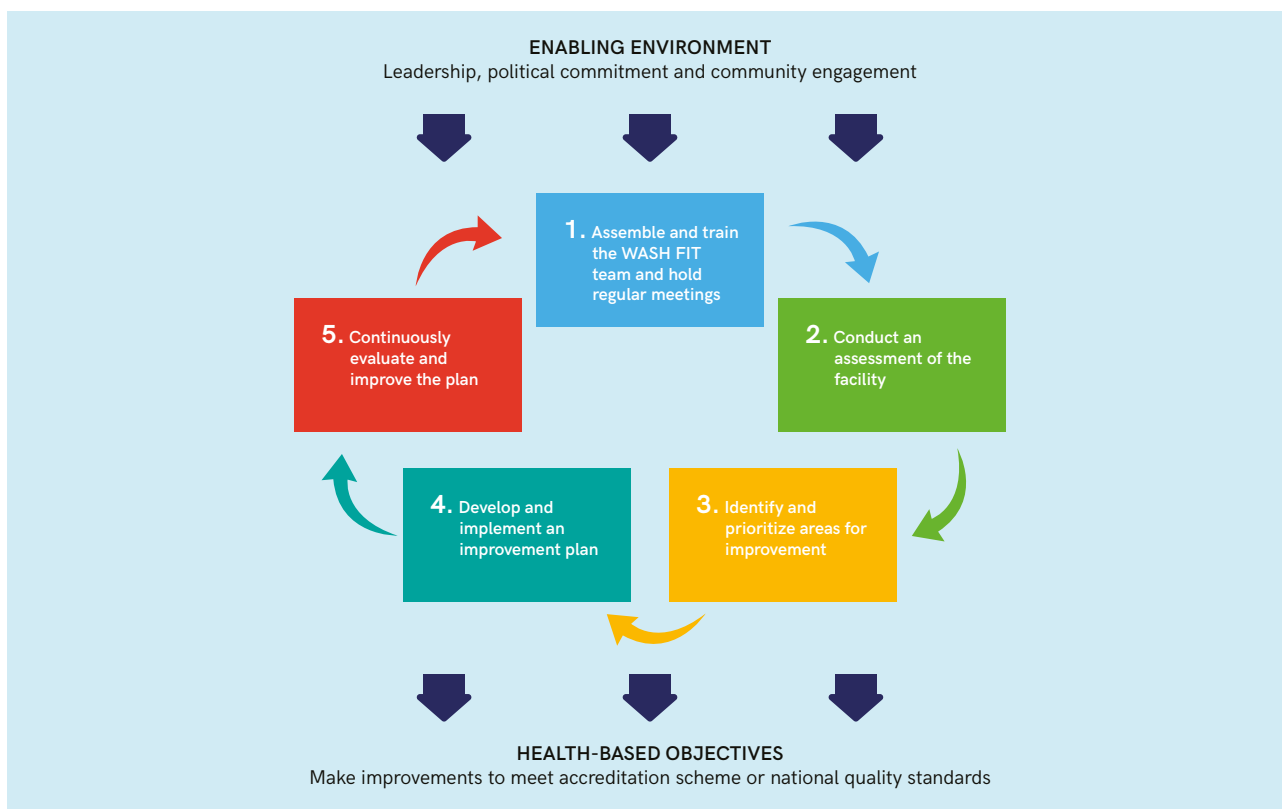 ENABLING ENVIRONMENT
Leadership, political commitment and community engagement
1. Assemble and train
the WASH FIT
team and hold
regular meetings
2. Conduct an
assessment of the
facility
3. Identify and
prioritize areas for
improvement
4. Develop and
implement an
improvement plan
5. Continuously
evaluate and
improve the plan
HEALTH-BASED OBJECTIVES
Make improvements to meet accreditation scheme or national quality standards